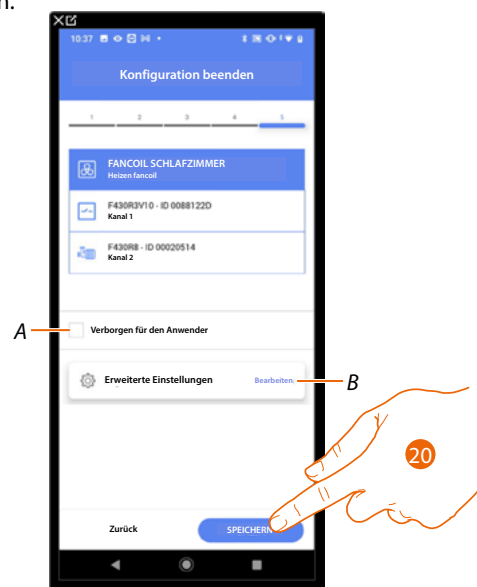 10:37
Konfiguration beenden
1 2 3 4 5
FANCOIL SCHLAFZIMMER
Heizen fancoil
F430R3V10 - ID 0088122D
Kanal 1
F430R8 - ID 00020514
Kanal 2
A
Verborgen für den Anwender
Erweiterte Einstellungen Bearbeiten
B
20
Zurück SPEICHERN